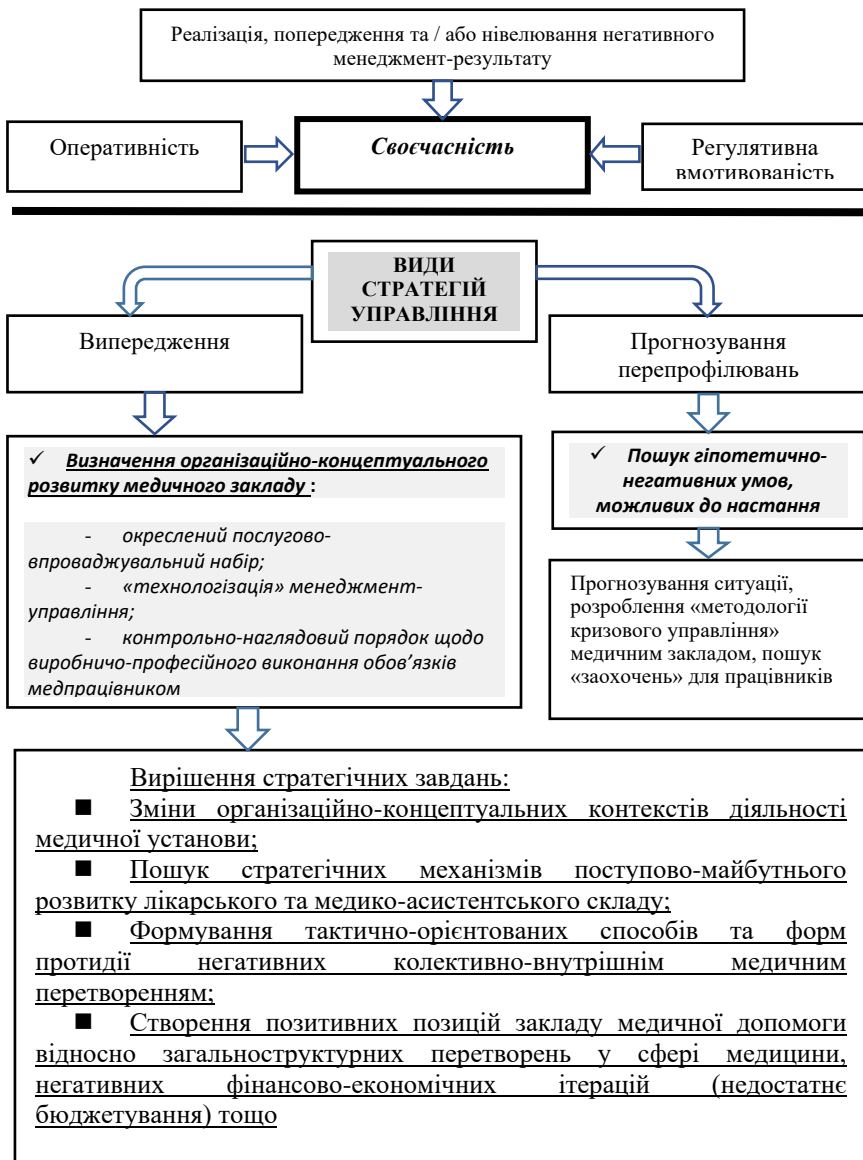 Реалізація, попередження та / або нівелювання негативного
менеджмент-результату
Оперативність
Своєчасність
Регулятивна
вмотивованість
ВИДИ
СТРАТЕГІЙ
УПРАВЛІННЯ
Випередження
Прогнозування
перепрофілювань
✓ Визначення організаційно-концептуального
розвитку медичного закладу :
- окреслений послугово-
впроваджувальний набір;
- «технологізація» менеджмент-
управління;
- контрольно-наглядовий порядок щодо
виробничо-професійного виконання обов’язків
медпрацівником
✓ Пошук гіпотетично-
негативних умов,
можливих до настання
Прогнозування ситуації,
розроблення «методології
кризового управління»
медичним закладом, пошук
«заохочень» для працівників
Вирішення стратегічних завдань:
■ Зміни організаційно-концептуальних контекстів діяльності
медичної установи;
■ Пошук стратегічних механізмів поступово-майбутнього
розвитку лікарського та медико-асистентського складу;
■ Формування тактично-орієнтованих способів та форм
протидії негативних колективно-внутрішнім медичним
перетворенням;
■ Створення позитивних позицій закладу медичної допомоги
відносно загальноструктурних перетворень у сфері медицини,
негативних фінансово-економічних ітерацій (недостатнє
бюджетування) тощо